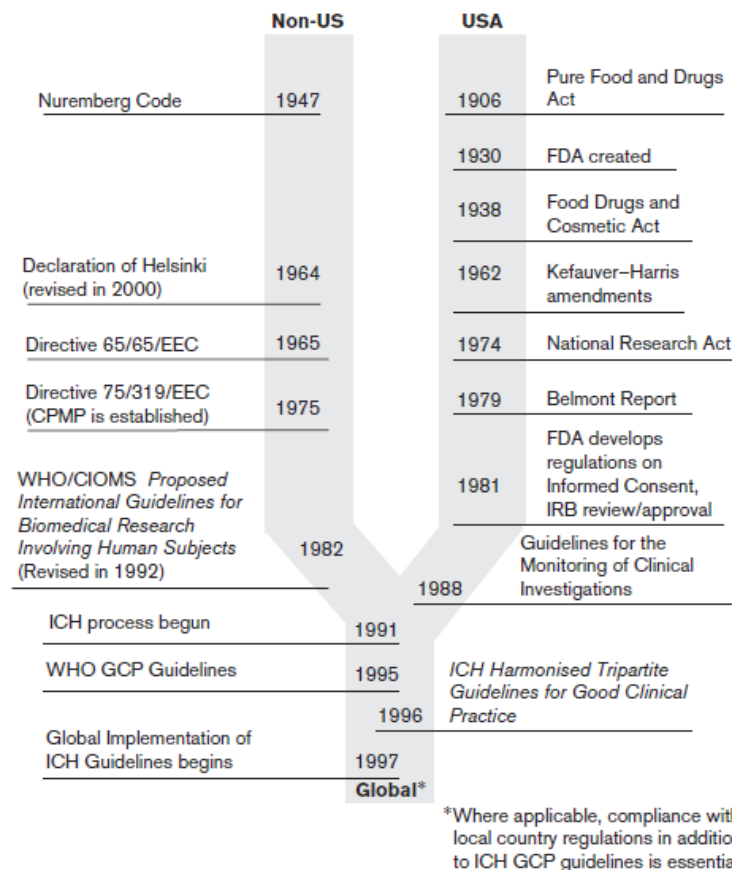 Non-US
USA
Nuremberg Code 1947
1906 Pure Food and Drugs
Act
1930 FDA created
1938 Food Drugs and
Cosmetic Act
Declaration of Helsinki
(revised in 2000) 1964
1962 Kefauver–Harris
amendments
Directive 65/65/EEC 1965
1974 National Research Act
Directive 75/319/EEC
(CPMP is established) 1975
1979 Belmont Report
FDA develops
regulations on
1981 Informed Consent,
IRB review/approval
WHO/CIOMS Proposed
International Guidelines for
Biomedical Research
Involving Human Subjects 1982
(Revised in 1992)
Guidelines for the
Monitoring of Clinical
1988 Investigations
ICH process begun 1991
WHO GCP Guidelines 1995
ICH Harmonised Tripartite
Guidelines for Good Clinical
1996 Practice
Global Implementation of
ICH Guidelines begins 1997
Global*
*Where applicable, compliance
local country regulations in
to ICH GCP guidelines is